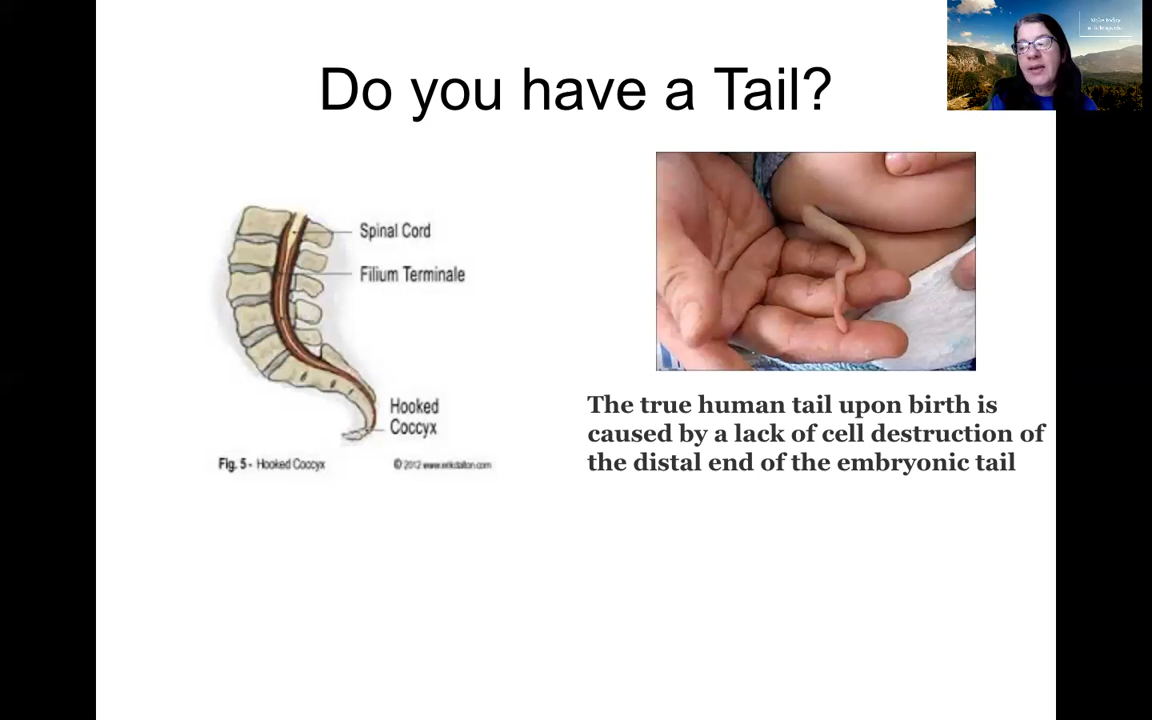 Do you have a Tail?
Spinal Cord
Filium Terminale
Hooked
Coccyx
Fig. 5 - Hooked Coccyx
© 2012 www.erikdalton.com
The true human tail upon birth is
caused by a lack of cell destruction of
the distal end of the embryonic tail
Make today